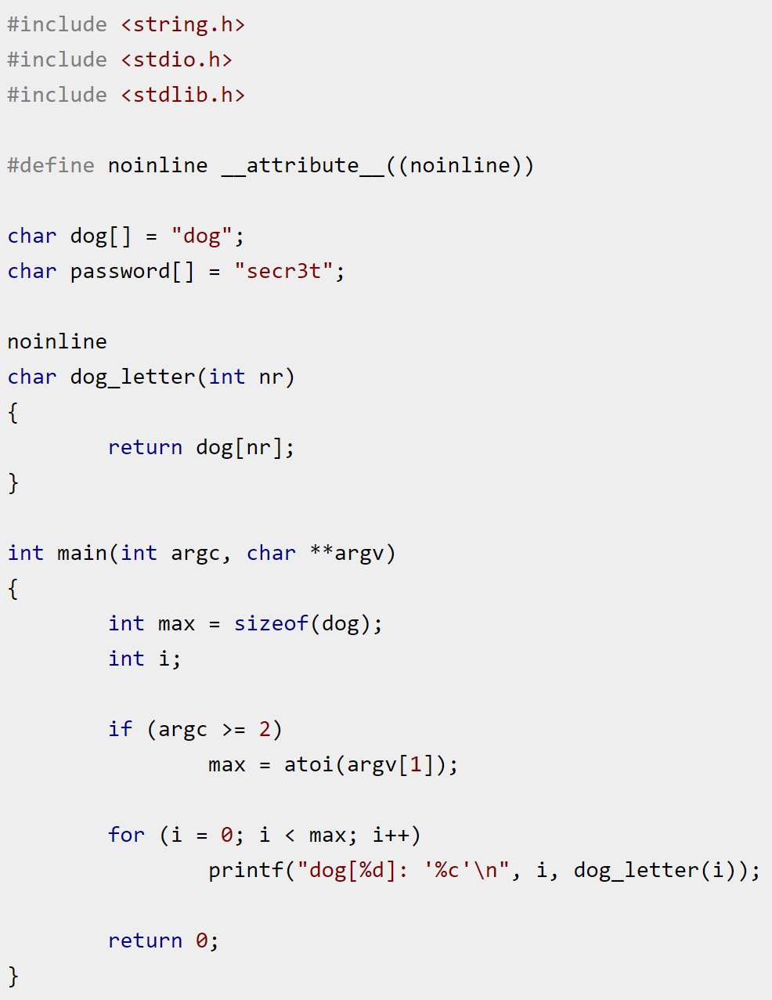 #include <string.h>
#include <stdio.h>
#include <stdlib.h>
#define noinline __attribute__((noinline))
char dog[] = "dog";
char password[] = "secr3t";
noinline
char dog_letter(int nr)
{
        return dog[nr];
}
int main(int argc, char **argv)
{
        int max = sizeof(dog);
        int i;
        if (argc >= 2)
                max = atoi(argv[1]);
        for (i = 0; i < max; i++)
                printf("dog[%d]: '%c'\n", i, dog_letter(i));
        return 0;
}